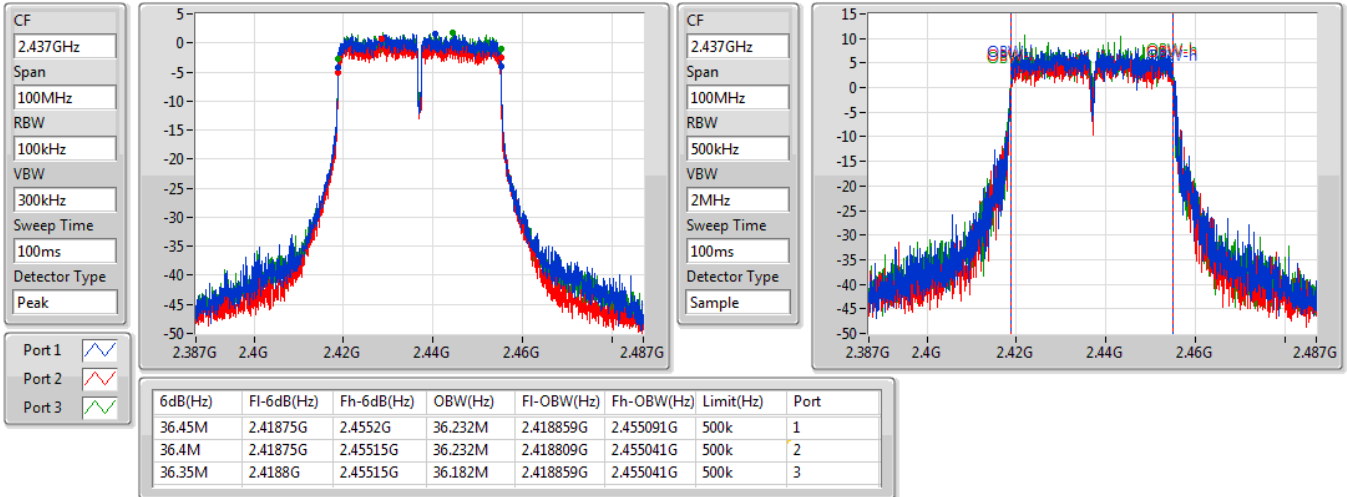 CF
2.437GHz
Span
100MHz
RBW
100kHz
VBW
300kHz
Sweep Time
100ms
Detector Type
Peak
5
0
-5
-10
-15
-20
-25
-30
-35
-40
-45
-50
2.387G 2.4G 2.42G 2.44G 2.46G 2.487G
CF
2.437GHz
Span
100MHz
RBW
500kHz
VBW
2MHz
Sweep Time
100ms
Detector Type
Sample
15
10
5
0
-5
-10
-15
-20
-25
-30
-35
-40
-45
-50
OBW-h
2.387G 2.4G 2.42G 2.44G 2.46G 2.487G
Port 1
Port 2
Port 3
6dB(Hz) Fl-6dB(Hz) Fh-6dB(Hz) OBW(Hz) Fl-OBW(Hz) Fh-OBW(Hz) Limit(Hz) Port
36.45M 2.41875G 2.4552G 36.232M 2.418859G 2.455091G 500k 1
36.4M 2.41875G 2.45515G 36.232M 2.418809G 2.455041G 500k 2
36.35M 2.4188G 2.45515G 36.182M 2.418859G 2.455041G 500k 3